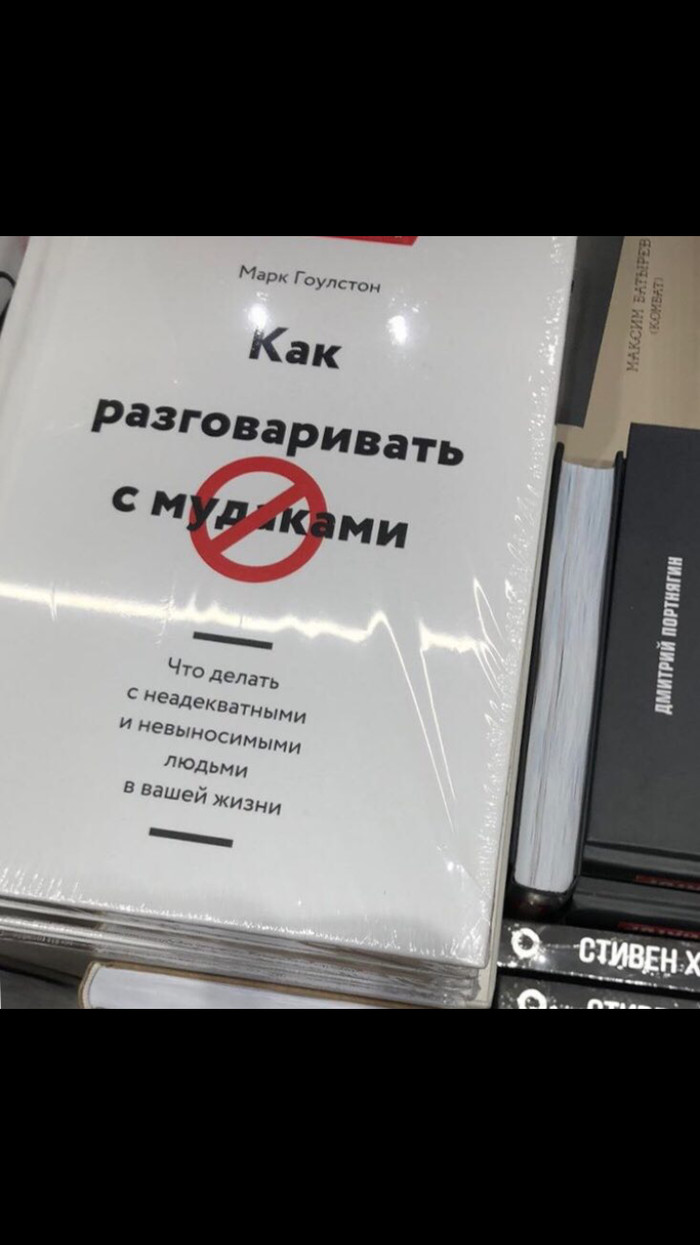 Марк Гоулстон
Как
разговаривать
с мудаками
Что делать
с неадекватными
и невыносимыми
людьми
в вашей жизни
МАКСИМ БАТЫРЕВ
(КОМБАТ)
ДМИТРИЙ ПОРТНЯГИН
СТИВЕН Х